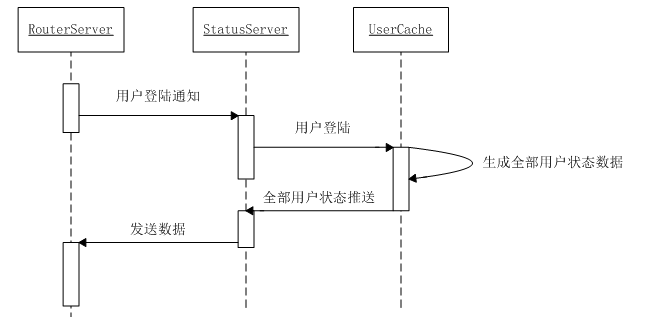 RouterServer
StatusServer
UserCache
用户登陆通知
用户登陆
生成全部用户状态数据
全部用户状态推送
发送数据